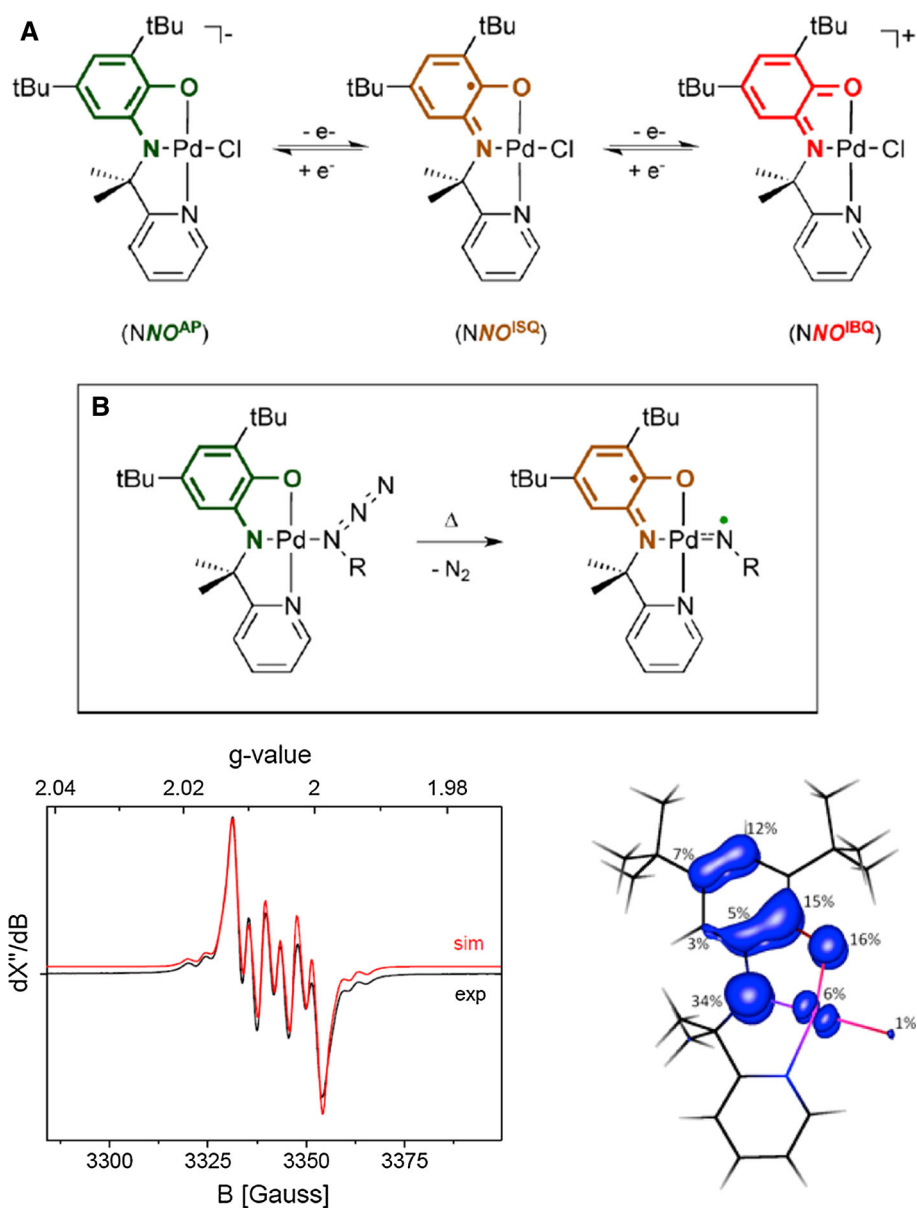 A
tBu
tBu
O
N
Pd
Cl
N
]-
- e-
+ e-
tBu
tBu
O
N
Pd
Cl
N
- e-
+ e-
tBu
tBu
O
N
Pd
Cl
N
]+
(NNO^AP)
(NNO^ISQ)
(NNO^IBQ)
B
tBu
tBu
O
N
Pd
N
N
N
R
N
Δ
- N2
tBu
tBu
O
N
Pd
N
R
N
g-value
2.04
2.02
2
1.98
dX"/dB
sim
exp
3300
3325
3350
3375
B [Gauss]
12%
7%
15%
5%
3%
16%
34%
6%
1%